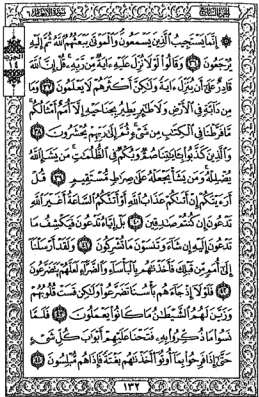 سورة الأنعام
الجزء السابع
إِنَّمَا يَسْتَجِيبُ الَّذِينَ يَسْمَعُونَ وَالْمَوْتَىٰ يَبْعَثُهُمُ اللَّهُ ثُمَّ إِلَيْهِ
يُرْجَعُونَ ٣٦ وَقَالُوا لَوْلَا نُزِّلَ عَلَيْهِ آيَةٌ مِّن رَّبِّهِ قُلْ إِنَّ اللَّهَ
قَادِرٌ عَلَىٰ أَن يُنَزِّلَ آيَةً وَلَٰكِنَّ أَكْثَرَهُمْ لَا يَعْلَمُونَ ٣٧ وَمَا
مِن دَابَّةٍ فِي الْأَرْضِ وَلَا طَائِرٍ يَطِيرُ بِجَنَاحَيْهِ إِلَّا أُمَمٌ أَمْثَالُكُم
مَّا فَرَّطْنَا فِي الْكِتَابِ مِن شَيْءٍ ثُمَّ إِلَىٰ رَبِّهِمْ يُحْشَرُونَ ٣٨
وَالَّذِينَ كَذَّبُوا بِآيَاتِنَا صُمٌّ وَبُكْمٌ فِي الظُّلُمَاتِ مَن يَشَإِ اللَّهُ
يُضْلِلْهُ وَمَن يَشَأْ يَجْعَلْهُ عَلَىٰ صِرَاطٍ مُّسْتَقِيمٍ ٣٩ قُلْ
أَرَأَيْتَكُمْ إِنْ أَتَاكُمْ عَذَابُ اللَّهِ أَوْ أَتَتْكُمُ السَّاعَةُ أَغَيْرَ اللَّهِ
تَدْعُونَ إِن كُنتُمْ صَادِقِينَ ٤٠ بَلْ إِيَّاهُ تَدْعُونَ فَيَكْشِفُ مَا
تَدْعُونَ إِلَيْهِ إِن شَاءَ وَتَنسَوْنَ مَا تُشْرِكُونَ ٤١ وَلَقَدْ أَرْسَلْنَا
إِلَىٰ أُمَمٍ مِّن قَبْلِكَ فَأَخَذْنَاهُم بِالْبَأْسَاءِ وَالضَّرَّاءِ لَعَلَّهُمْ يَتَضَرَّعُونَ
٤٢ فَلَوْلَا إِذْ جَاءَهُم بَأْسُنَا تَضَرَّعُوا وَلَٰكِن قَسَتْ قُلُوبُهُمْ
وَزَيَّنَ لَهُمُ الشَّيْطَانُ مَا كَانُوا يَعْمَلُونَ ٤٣ فَلَمَّا
نَسُوا مَا ذُكِّرُوا بِهِ فَتَحْنَا عَلَيْهِمْ أَبْوَابَ كُلِّ شَيْءٍ
حَتَّىٰ إِذَا فَرِحُوا بِمَا أُوتُوا أَخَذْنَاهُم بَغْتَةً فَإِذَا هُم مُّبْلِسُونَ ٤٤
١٣٢